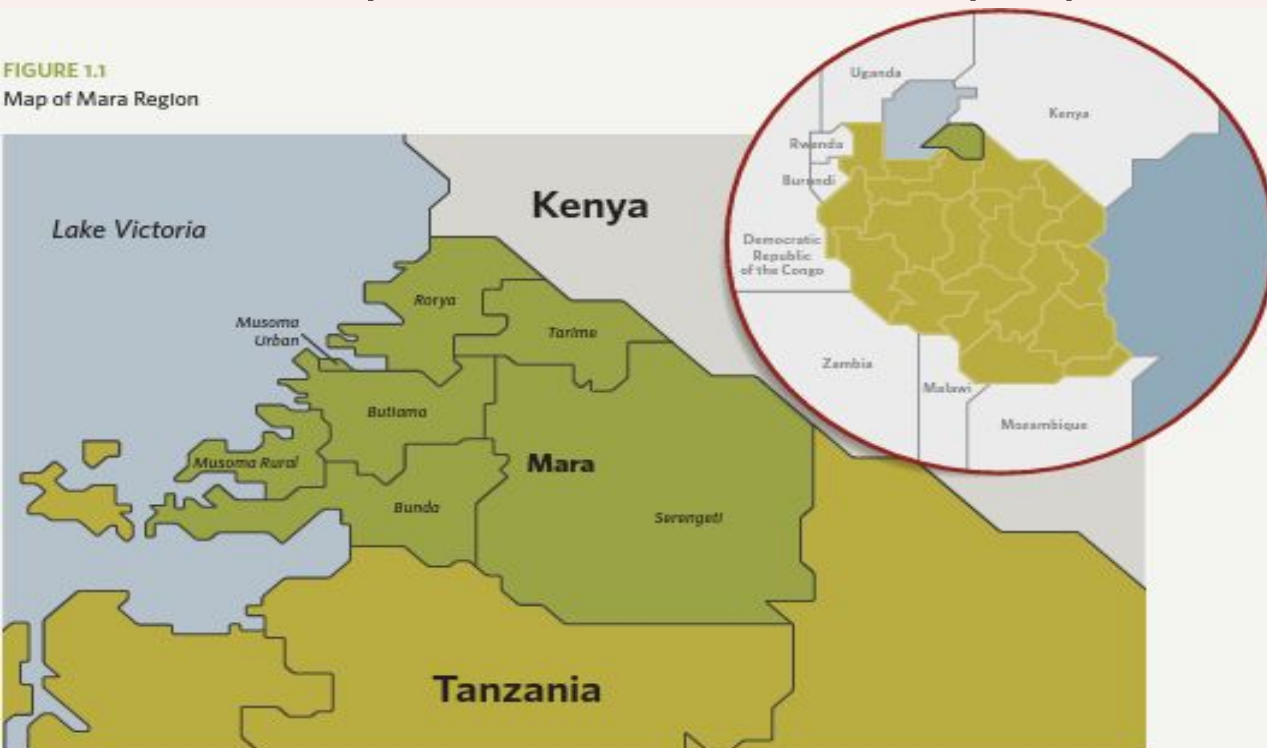 FIGURE 1.1
Map of Mara Region
Lake Victoria
Kenya
Rorya
Musoma
Urban
Tarime
Butiama
Musoma Rural
Mara
Bunda
Serengeti
Tanzania
Uganda
Kenya
Rwanda
Burundi
Democratic
Republic
of the Congo
Zambia
Malawi
Mozambique